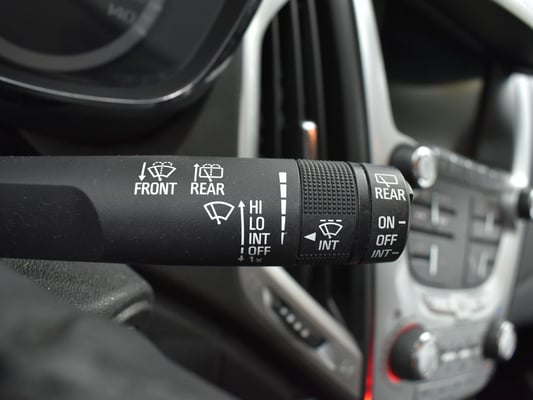 FRONT REAR
HI
LO
INT
OFF
1x
INT
REAR
ON
OFF
INT